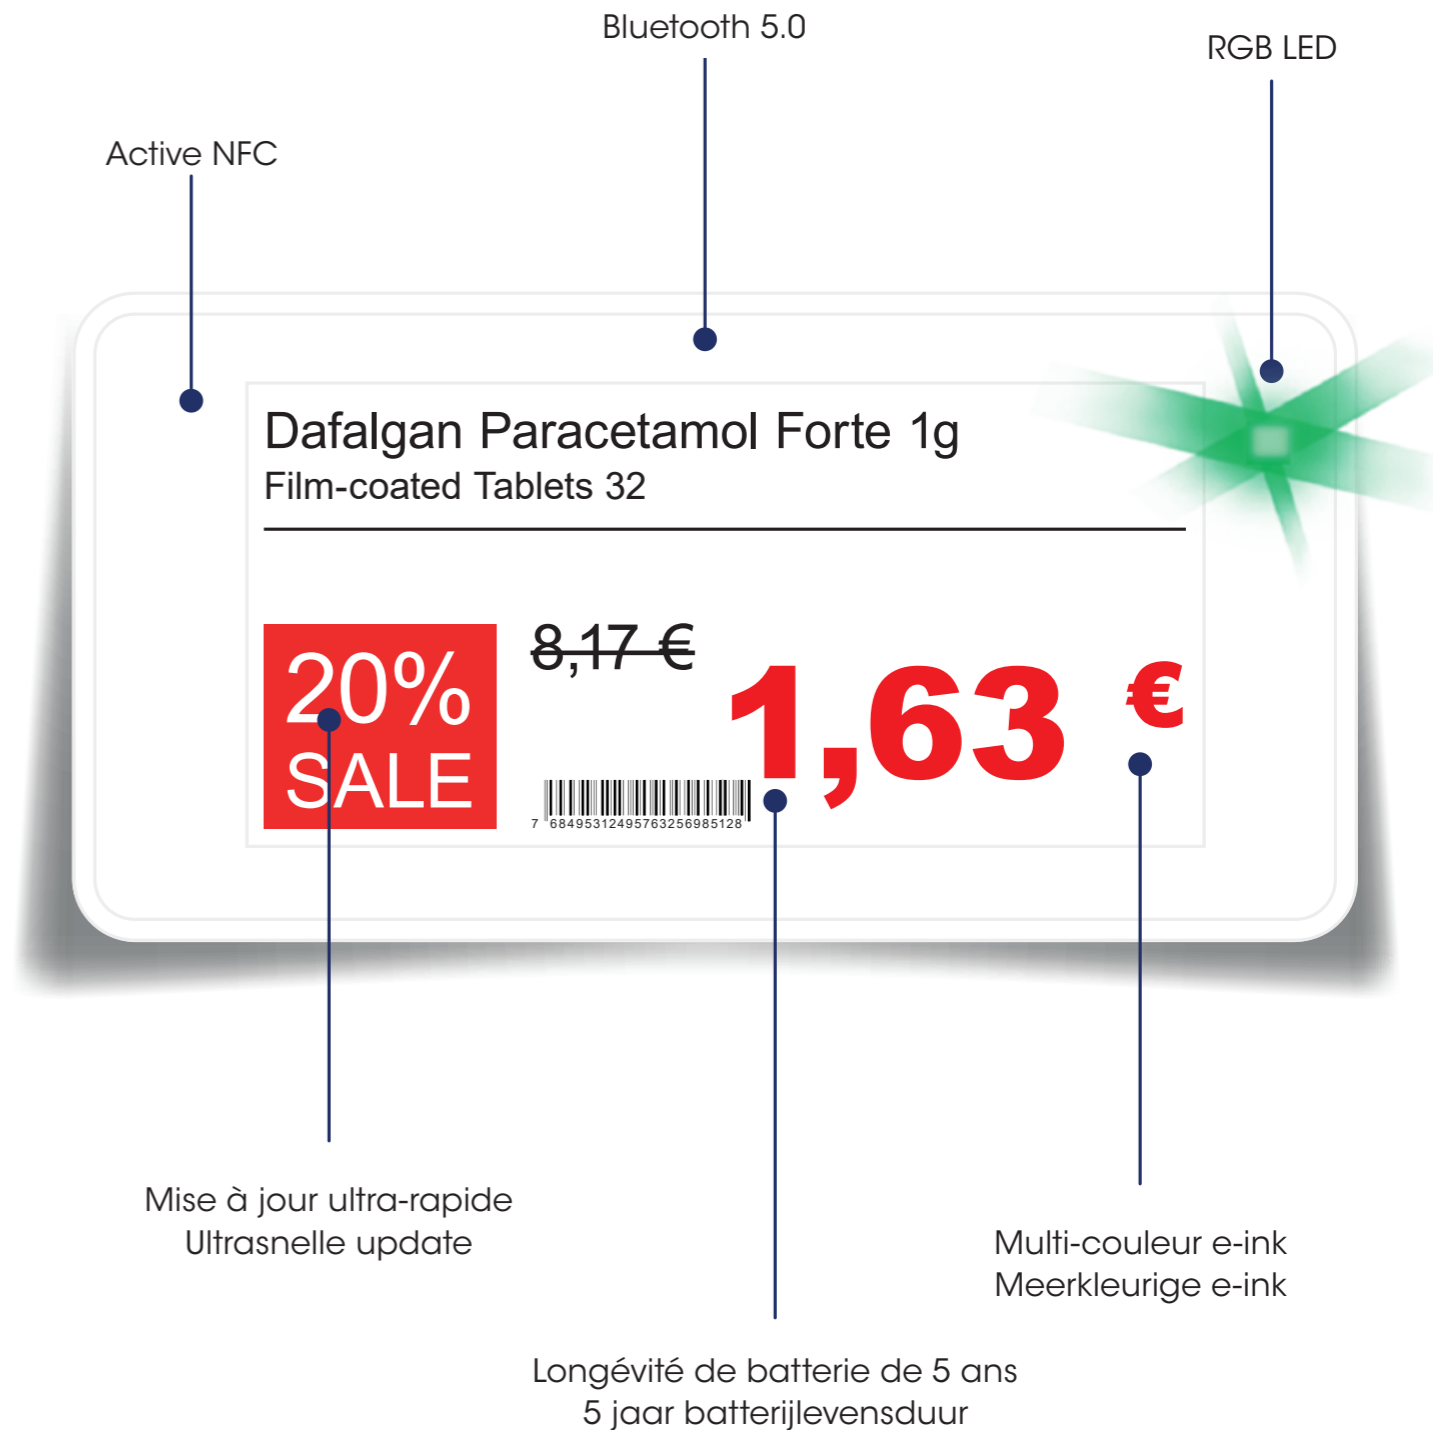 Bluetooth 5.0
RGB LED
Active NFC
Dafalgan Paracetamol Forte 1g
Film-coated Tablets 32
20%
SALE
8,17 €
1,63 €
7 684953124957632569851​28
Mise à jour ultra-rapide
Ultrasnelle update
Multi-couleur e-ink
Meerkleurige e-ink
Longévité de batterie de 5 ans
5 jaar batterijlevensduur